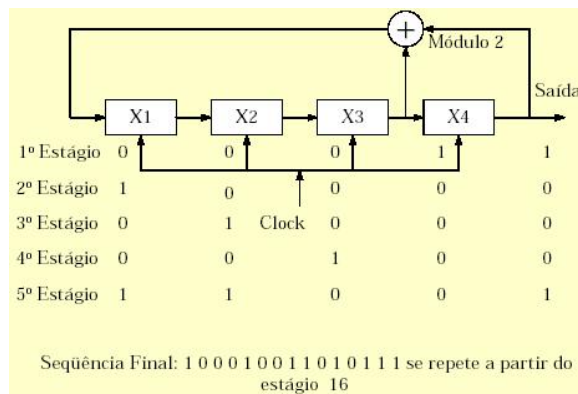 +
Módulo 2
Saída
X1 X2 X3 X4
1º Estágio 0 0 0 1 1
2º Estágio 1 0 0 0 0
3º Estágio 0 1 Clock 0 0 0
4º Estágio 0 0 1 0 0
5º Estágio 1 1 0 0 1
Seqüência Final: 1 0 0 0 1 0 0 1 1 0 1 0 1 1 1 se repete a partir do
estágio 16